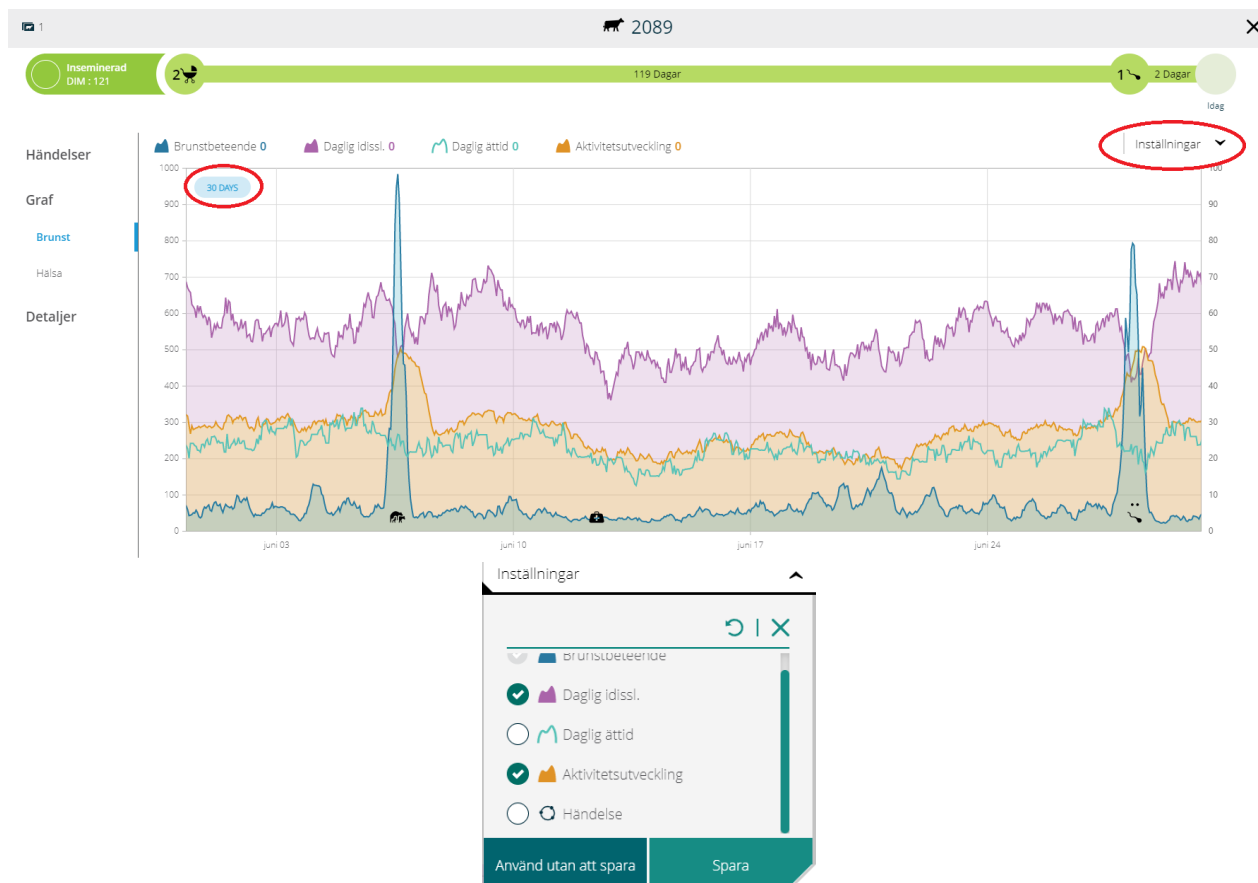 1
2089
Inseminerad
DIM : 121
2
119 Dagar
1
2 Dagar
Idag
Händelser
Graf
Brunst
Hälsa
Detaljer
Brunstbeteende 0
Daglig idissl. 0
Daglig ättid 0
Aktivitetsutveckling 0
Inställningar
30 DAYS
1000
900
800
700
600
500
400
300
200
100
0
100
90
80
70
60
50
40
30
20
10
0
juni 03
juni 10
juni 17
juni 24
Inställningar
Brunstbeteende
Daglig idissl.
Daglig ättid
Aktivitetsutveckling
Händelse
Använd utan att spara
Spara